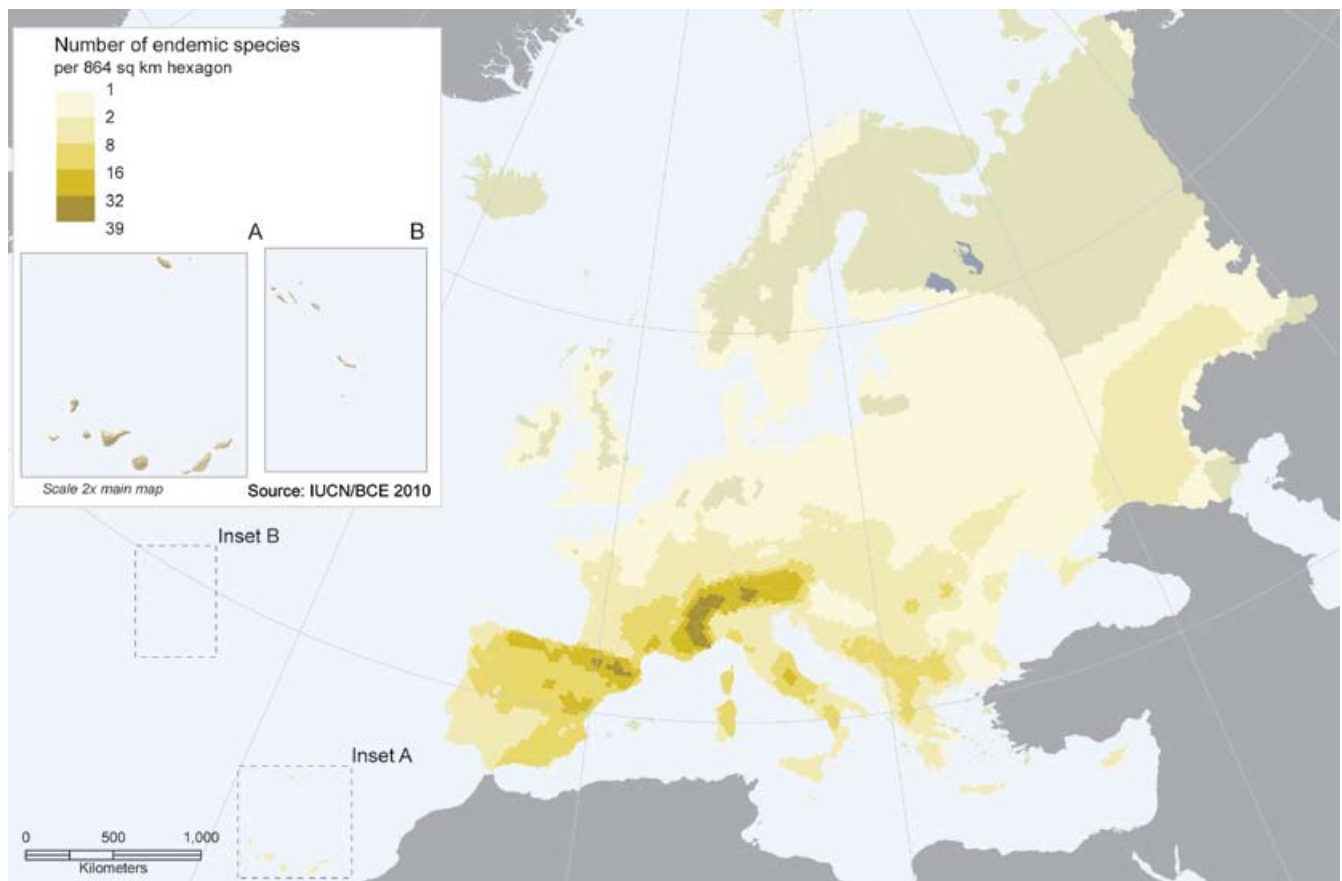 Number of endemic species
per 864 sq km hexagon
1
2
8
16
32
39
A
B
Scale 2x main map
Source: IUCN/BCE 2010
Inset B
Inset A
0 500 1,000
Kilometers